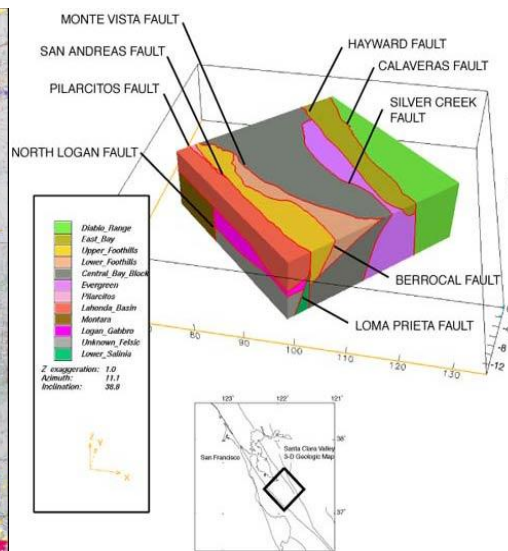 MONTE VISTA FAULT
SAN ANDREAS FAULT
PILARCITOS FAULT
NORTH LOGAN FAULT
HAYWARD FAULT
CALAVERAS FAULT
SILVER CREEK
FAULT
BERROCAL FAULT
LOMA PRIETA FAULT
Diablo_Range
East_Bay
Upper_Foothills
Lower_Foothills
Central_Bay_Block
Evergreen
Pilarcitos
Lahonda_Basin
Montara
Logan_Gabbro
Unknown_Felsic
Lower_Salinia
Z exaggeration: 1.0
Azimuth: 11.1
Inclination: 38.8
Z
Y
X
80
90
100
110
120
130
-4
-8
-12
123°
122°
121°
38°
37°
San Francisco
Santa Clara Valley
3-D Geologic Map